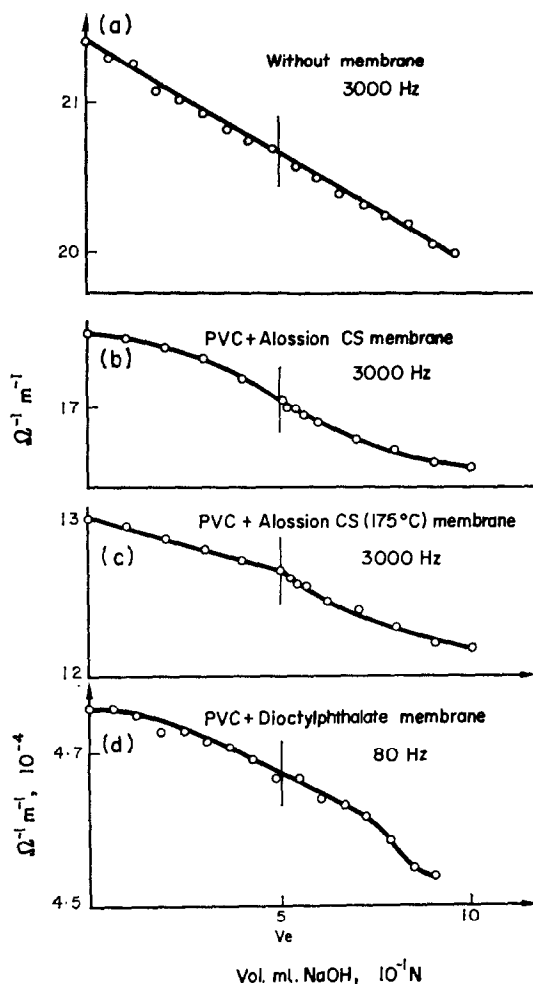 (a)
Without membrane
3000 Hz
21
20
(b)
PVC + Alossion CS membrane
3000 Hz
17
Ω⁻¹ m⁻¹
13
PVC + Alossion CS (175 °C) membrane
(c)
3000 Hz
12
PVC + Dioctylphthalate membrane
(d)
80 Hz
4·7
Ω⁻¹ m⁻¹, 10⁻⁴
4·5
5
10
Ve
Vol. ml. NaOH, 10⁻¹N